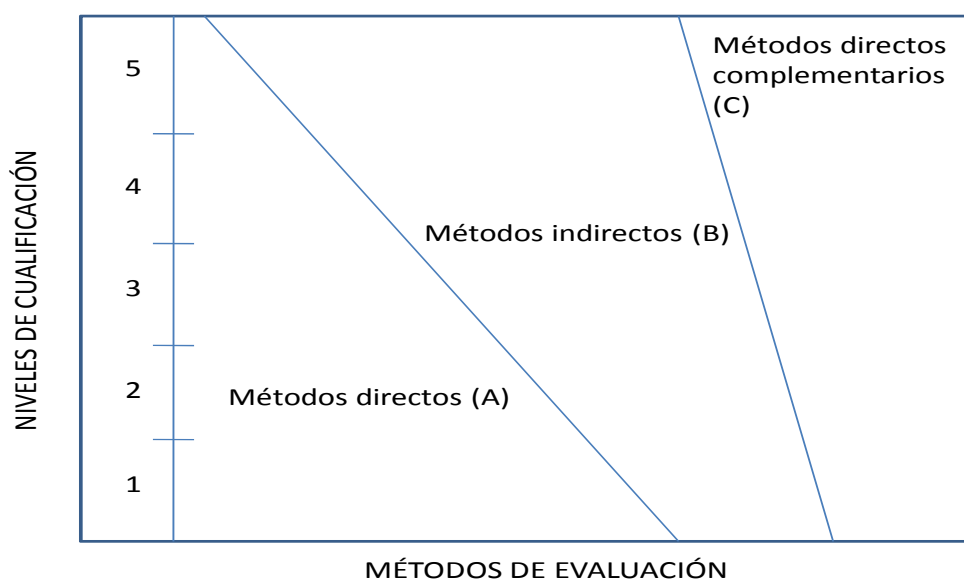 NIVELES DE CUALIFICACIÓN
5
4
3
2
1
Métodos directos
complementarios
(C)
Métodos indirectos (B)
Métodos directos (A)
MÉTODOS DE EVALUACIÓN